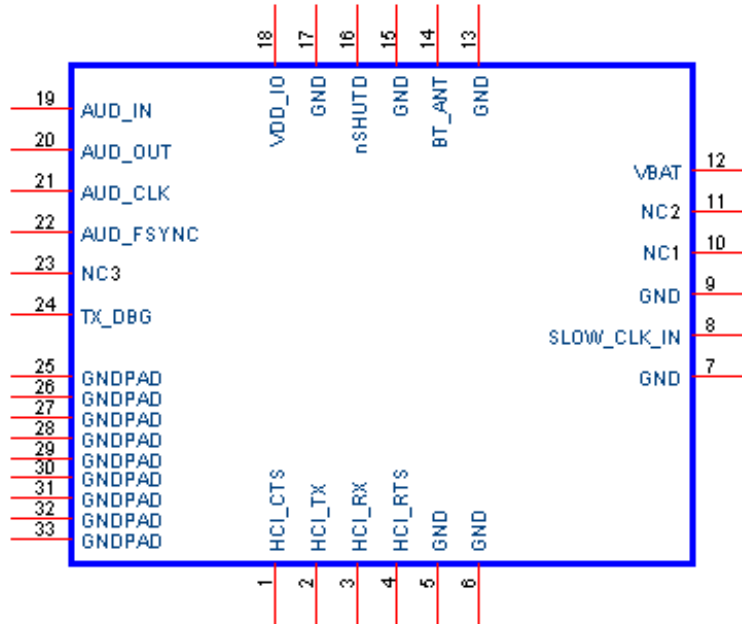 18 17 16 15 14 13
VDD_IO GND nSHUTD GND BT_ANT GND
19 AUD_IN
20 AUD_OUT
21 AUD_CLK
22 AUD_FSYNC
23 NC3
24 TX_DBG
VBAT 12
NC2 11
NC1 10
GND 9
SLOW_CLK_IN 8
GND 7
25 GNDPAD
26 GNDPAD
27 GNDPAD
28 GNDPAD
29 GNDPAD
30 GNDPAD
31 GNDPAD
32 GNDPAD
33 GNDPAD
HCI_CTS HCI_TX HCI_RX HCI_RTS GND GND
1 2 3 4 5 6